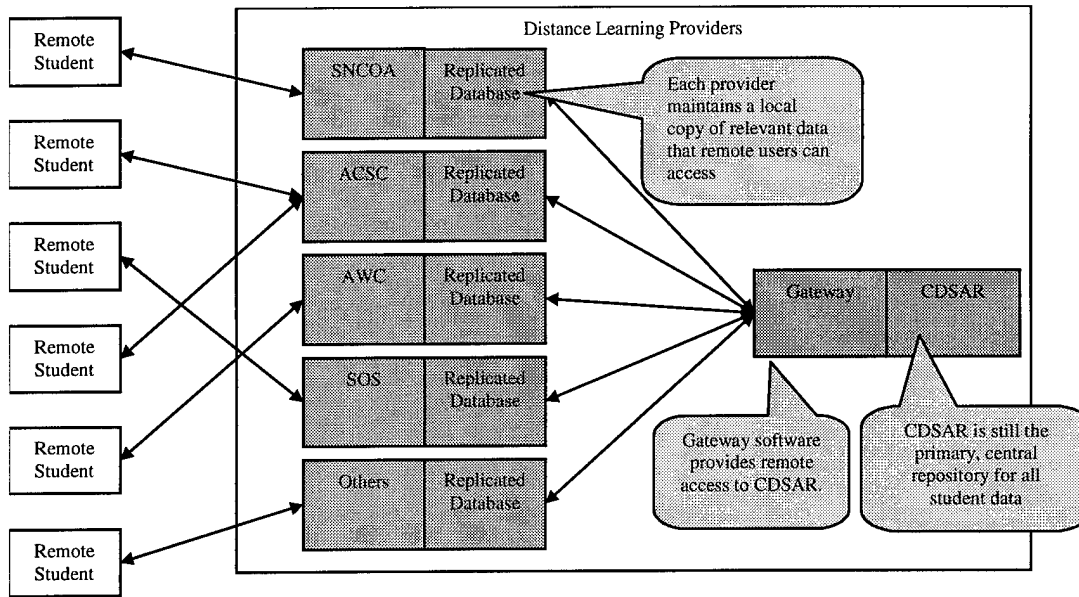 Distance Learning Providers
Remote
Student
Remote
Student
Remote
Student
Remote
Student
Remote
Student
Remote
Student
SNCOA
Replicated
Database
ACSC
Replicated
Database
AWC
Replicated
Database
SOS
Replicated
Database
Others
Replicated
Database
Each provider
maintains a local
copy of relevant data
that remote users can
access
Gateway
CDSAR
Gateway software
provides remote
access to CDSAR.
CDSAR is still the
primary, central
repository for all
student data